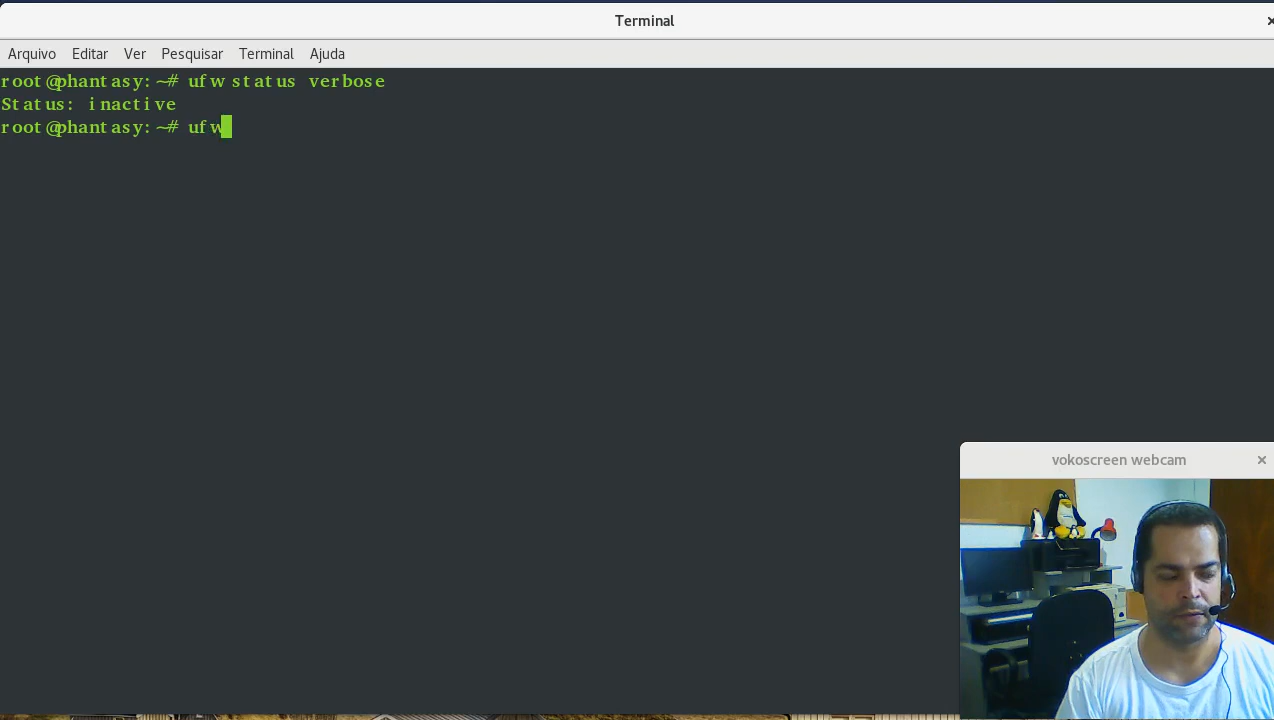 Terminal
Arquivo Editar Ver Pesquisar Terminal Ajuda
root@phantasy:~# ufw status verbose
Status: inactive
root@phantasy:~# ufw
vokoscreen webcam